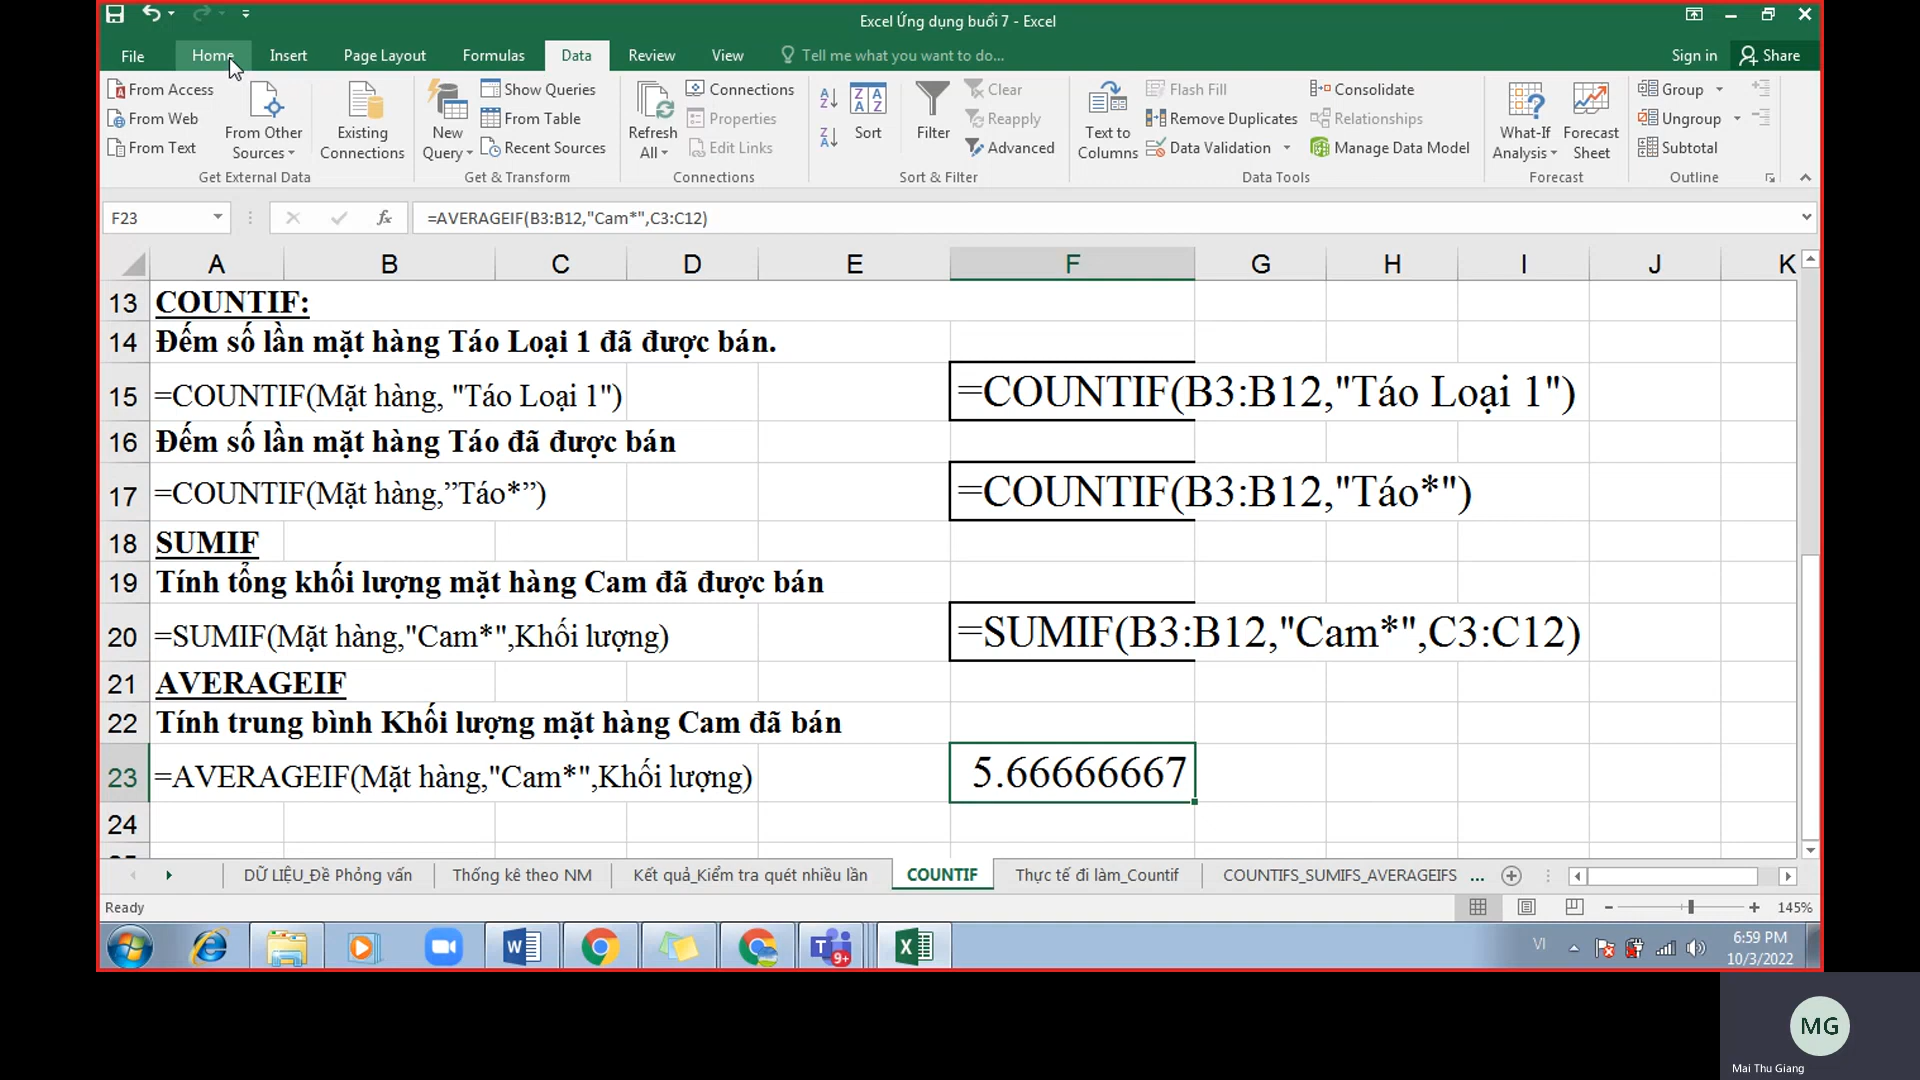 Excel Ứng dụng buổi 7 - Excel
File Home Insert Page Layout Formulas Data Review View Tell me what you want to do... Sign in Share
From Access
From Web
From Text
From Other Sources
Existing Connections
Get External Data
New Query
Show Queries
From Table
Recent Sources
Get & Transform
Refresh All
Connections
Properties
Edit Links
Connections
Sort
Filter
Clear
Reapply
Advanced
Sort & Filter
Text to Columns
Flash Fill
Remove Duplicates
Data Validation
Consolidate
Relationships
Manage Data Model
Data Tools
What-If Analysis
Forecast Sheet
Forecast
Group
Ungroup
Subtotal
Outline
F23 fx =AVERAGEIF(B3:B12,"Cam*",C3:C12)
A B C D E F G H I J K
13 COUNTIF:
14 Đếm số lần mặt hàng Táo Loại 1 đã được bán.
15 =COUNTIF(Mặt hàng, "Táo Loại 1") =COUNTIF(B3:B12,"Táo Loại 1")
16 Đếm số lần mặt hàng Táo đã được bán
17 =COUNTIF(Mặt hàng,”Táo*”) =COUNTIF(B3:B12,"Táo*")
18 SUMIF
19 Tính tổng khối lượng mặt hàng Cam đã được bán
20 =SUMIF(Mặt hàng,"Cam*",Khối lượng) =SUMIF(B3:B12,"Cam*",C3:C12)
21 AVERAGEIF
22 Tính trung bình Khối lượng mặt hàng Cam đã bán
23 =AVERAGEIF(Mặt hàng,"Cam*",Khối lượng) 5.66666667
24
DỮ LIỆU_Đề Phỏng vấn Thống kê theo NM Kết quả_Kiểm tra quét nhiều lần COUNTIF Thực tế đi làm_Countif COUNTIFS_SUMIFS_AVERAGEIFS ...
Ready 145%
VI 6:59 PM
10/3/2022
9+
MG
Mai Thu Giang